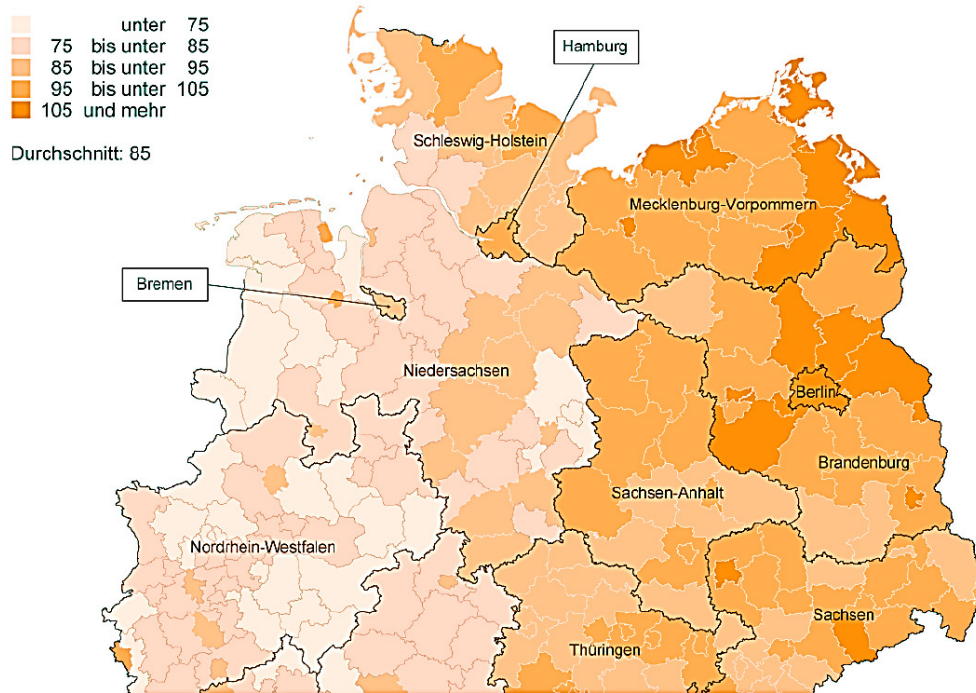 unter 75
75 bis unter 85
85 bis unter 95
95 bis unter 105
105 und mehr
Durchschnitt: 85
Hamburg
Schleswig-Holstein
Mecklenburg-Vorpommern
Bremen
Niedersachsen
Berlin
Brandenburg
Sachsen-Anhalt
Nordrhein-Westfalen
Sachsen
Thüringen